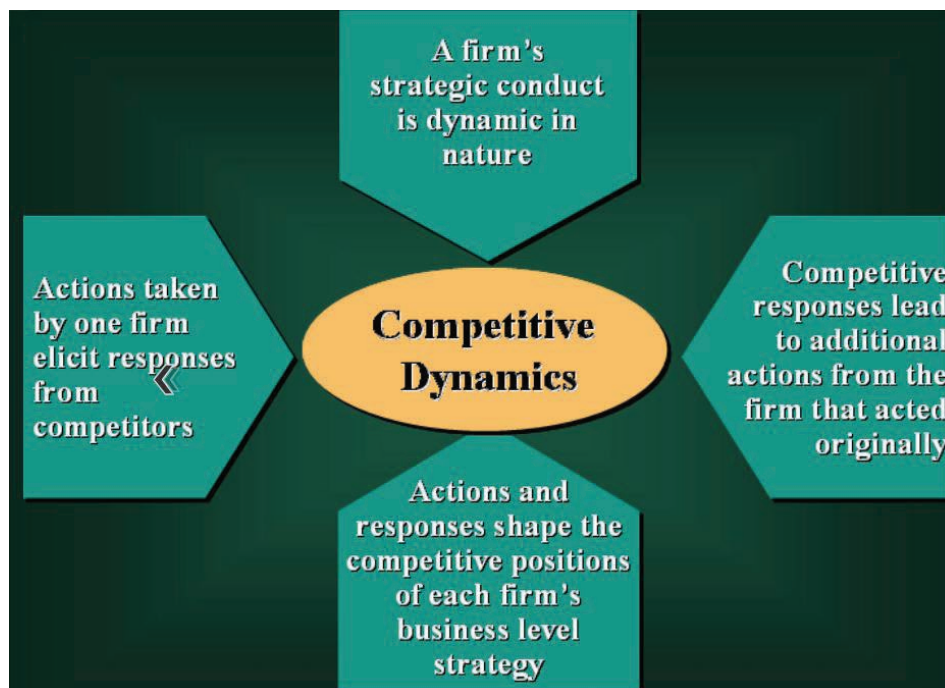 A firm's
strategic conduct
is dynamic in
nature
Actions taken
by one firm
elicit responses
from
competitors
Competitive
Dynamics
Competitive
responses lead
to additional
actions from the
firm that acted
originally
Actions and
responses shape the
competitive positions
of each firm's
business level
strategy